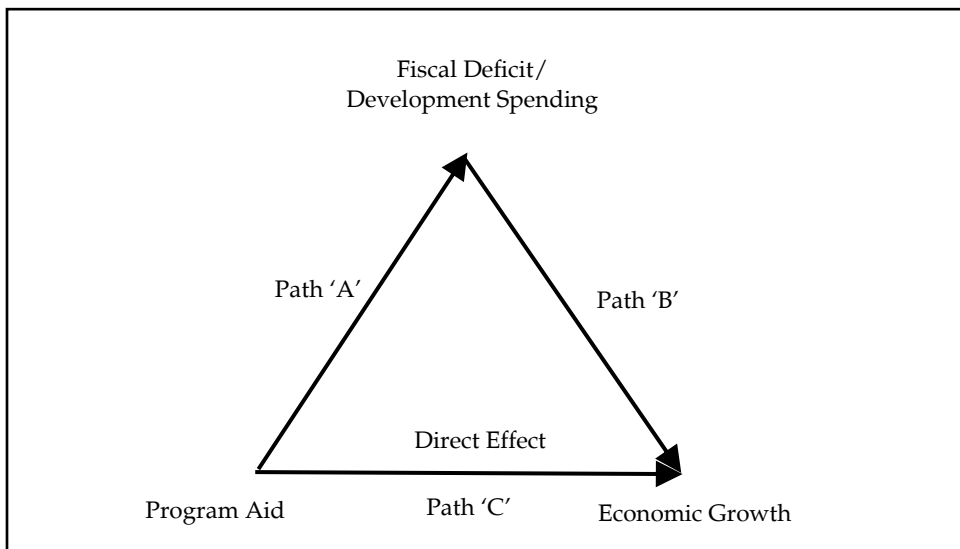 Fiscal Deficit/
Development Spending
Path ‘A’
Path ‘B’
Direct Effect
Program Aid
Path ‘C’
Economic Growth